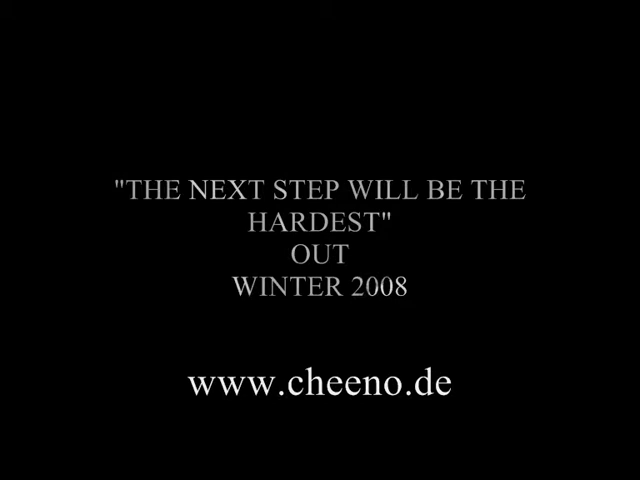 "THE NEXT STEP WILL BE THE
HARDEST"
OUT
WINTER 2008
www.cheeno.de